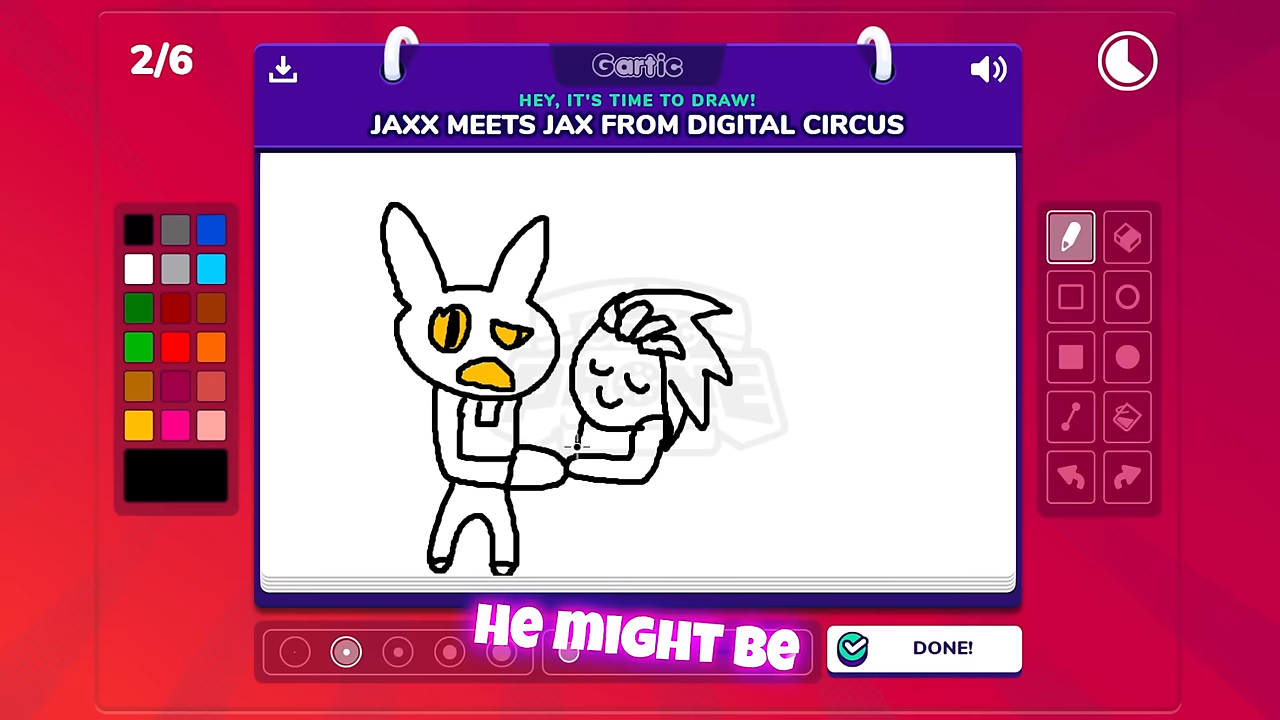 2/6
Gartic
HEY, IT'S TIME TO DRAW!
JAXX MEETS JAX FROM DIGITAL CIRCUS
He MIGHT Be
DONE!